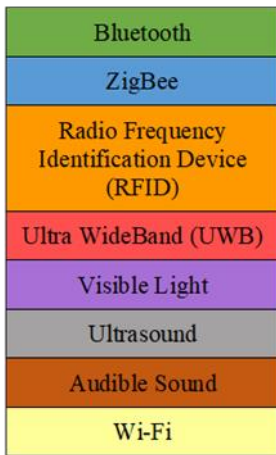 Bluetooth
ZigBee
Radio Frequency
Identification Device
(RFID)
Ultra WideBand (UWB)
Visible Light
Ultrasound
Audible Sound
Wi-Fi